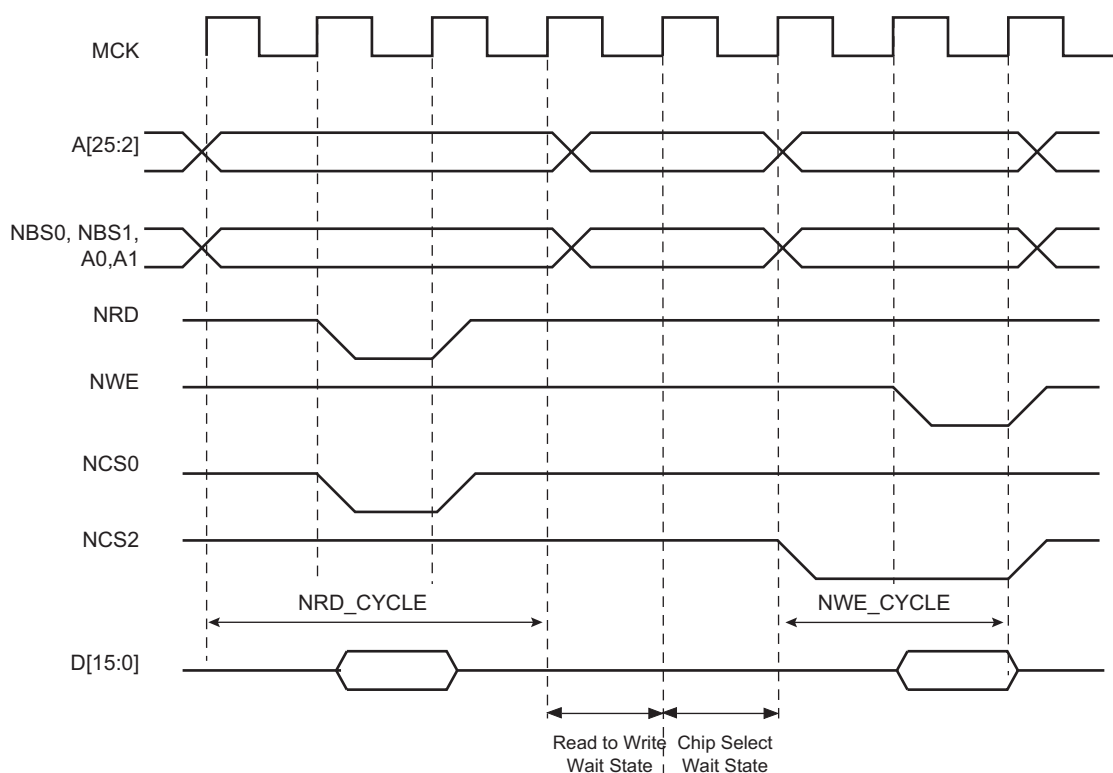 MCK
A[25:2]
NBS0, NBS1,
A0,A1
NRD
NWE
NCS0
NCS2
NRD_CYCLE
NWE_CYCLE
D[15:0]
Read to Write
Wait State
Chip Select
Wait State